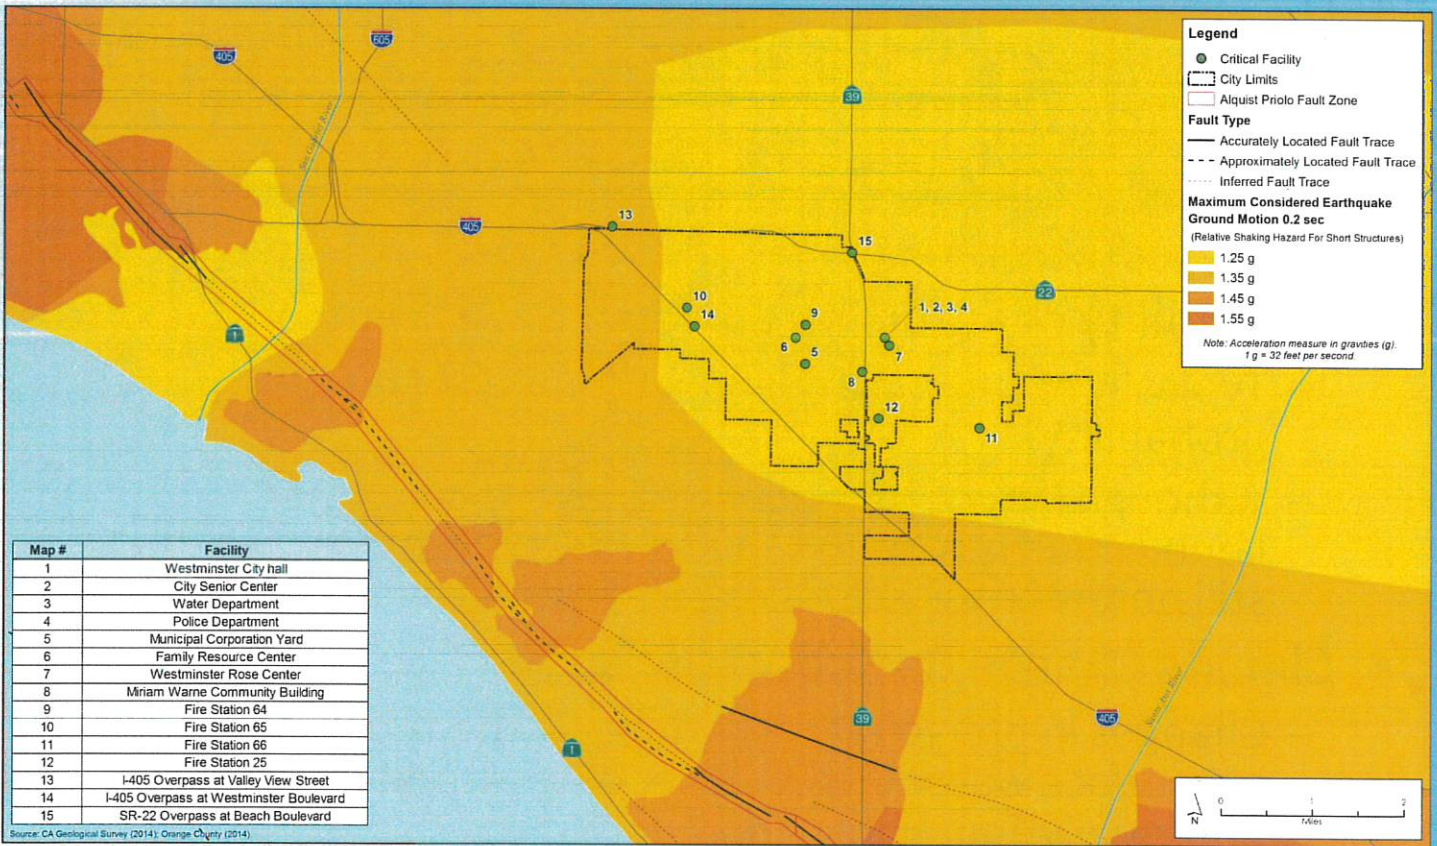 Legend
Critical Facility
City Limits
Alquist Priolo Fault Zone
Fault Type
Accurately Located Fault Trace
Approximately Located Fault Trace
Inferred Fault Trace
Maximum Considered Earthquake
Ground Motion 0.2 sec
(Relative Shaking Hazard For Short Structures)
1.25 g
1.35 g
1.45 g
1.55 g
Note: Acceleration measure in gravities (g).
1 g = 32 feet per second
605
405
39
San Gabriel River
13
405
15
22
10
14
9
1, 2, 3, 4
6
7
1
5
8
12
11
Map # Facility
1 Westminster City hall
2 City Senior Center
3 Water Department
4 Police Department
5 Municipal Corporation Yard
6 Family Resource Center
7 Westminster Rose Center
8 Miriam Warne Community Building
9 Fire Station 64
10 Fire Station 65
11 Fire Station 66
12 Fire Station 25
13 I-405 Overpass at Valley View Street
14 I-405 Overpass at Westminster Boulevard
15 SR-22 Overpass at Beach Boulevard
Source: CA Geological Survey (2014); Orange County (2014)
Santa Ana River
39
405
1
N
0 1 2
Miles